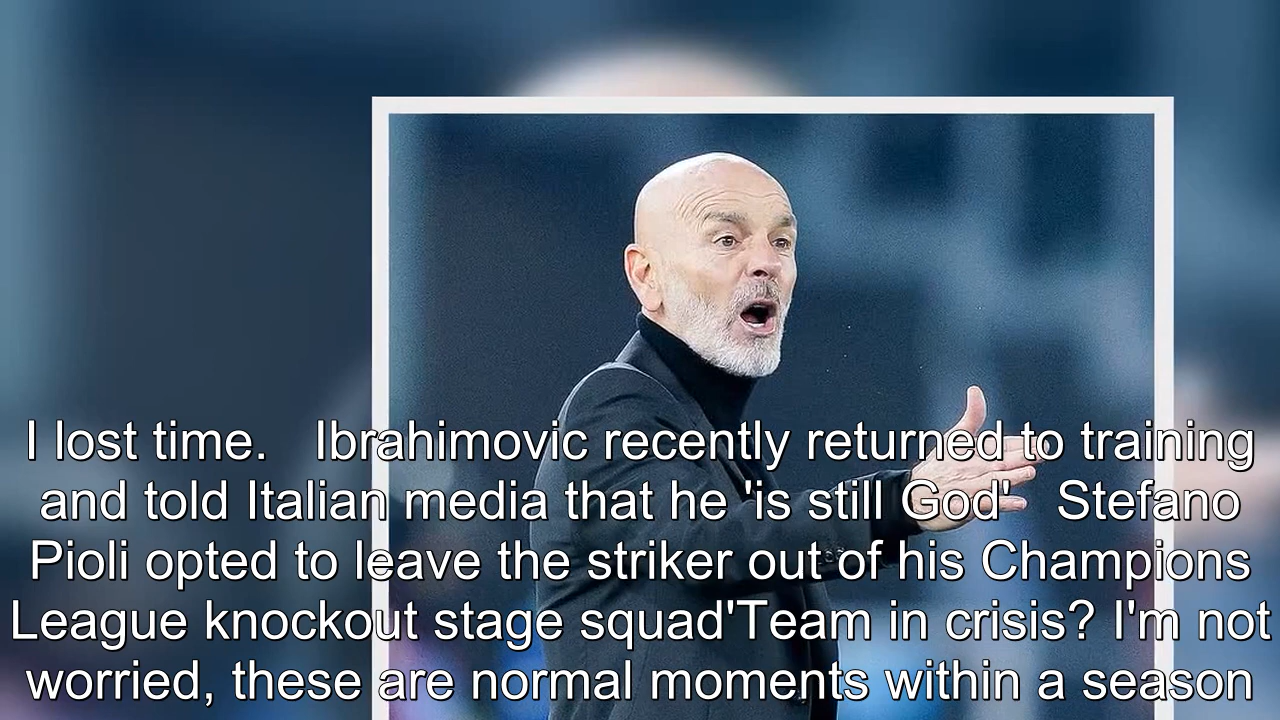 I lost time.   Ibrahimovic recently returned to training
and told Italian media that he 'is still God'   Stefano
Pioli opted to leave the striker out of his Champions
League knockout stage squad'Team in crisis? I'm not
worried, these are normal moments within a season